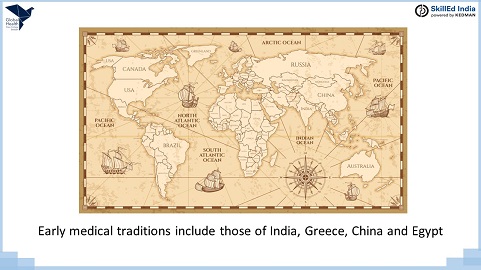 Global
Health
SkillEd India
powered by KEDMAN
ARCTIC OCEAN
CANADA
RUSSIA
USA
CHINA
PACIFIC
OCEAN
NORTH
ATLANTIC
OCEAN
PACIFIC
OCEAN
INDIAN
OCEAN
BRAZIL
SOUTH
ATLANTIC
OCEAN
AUSTRALIA
Early medical traditions include those of India, Greece, China and Egypt